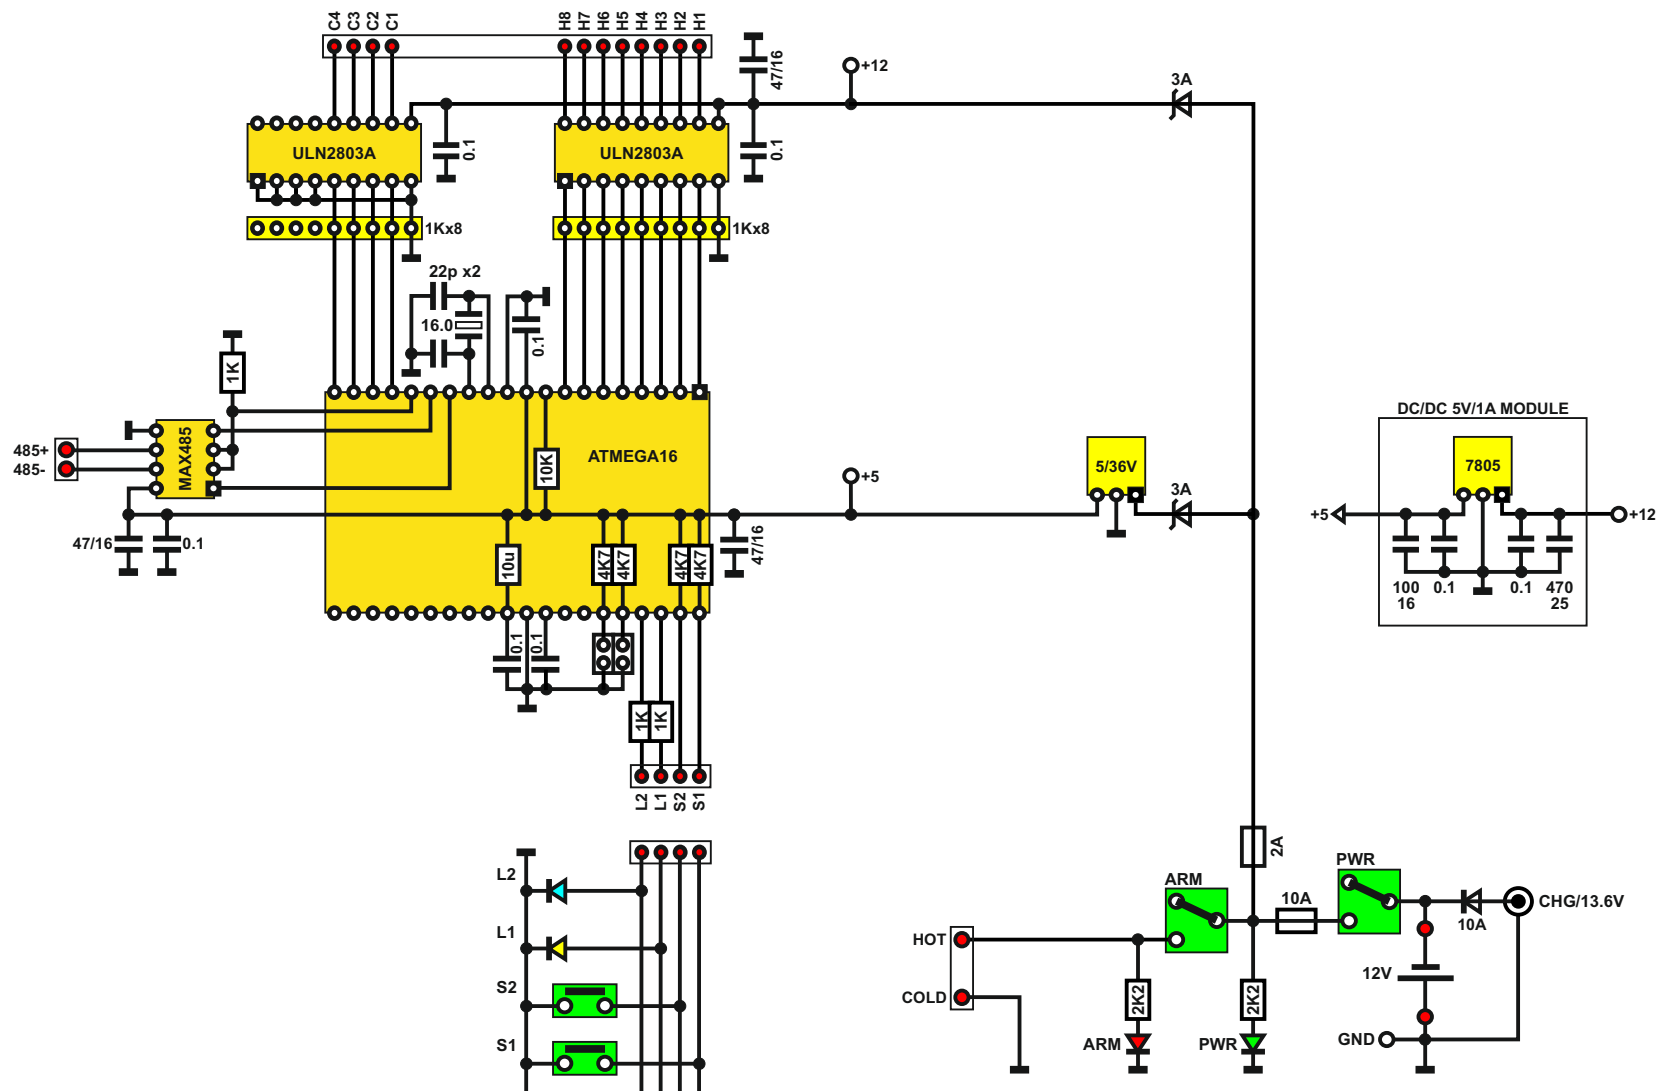 C4 C3 C2 C1 H8 H7 H6 H5 H4 H3 H2 H1
47/16
+12
3A
ULN2803A
0.1
ULN2803A
0.1
1Kx8
1Kx8
22p x2
16.0
0.1
1K
DC/DC 5V/1A MODULE
485+
485-
MAX485
10K
ATMEGA16
+5
5/36V
3A
7805
+5
+12
47/16
0.1
10u
4K7
4K7
4K7
4K7
47/16
100
16
0.1
0.1
470
25
0.1
0.1
1K
1K
L2 L1 S2 S1
2A
PWR
L2
ARM
10A
CHG/13.6V
10A
L1
HOT
12V
S2
COLD
2K2
2K2
S1
ARM
PWR
GND